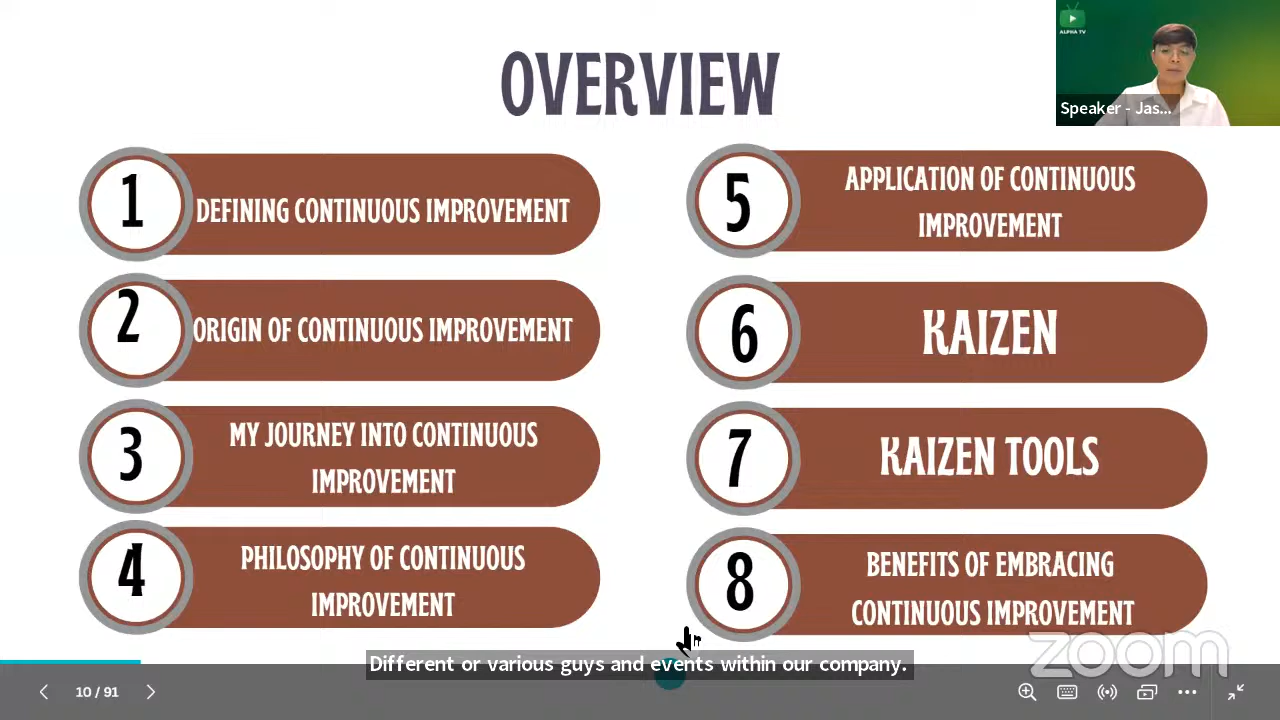 OVERVIEW
ALPHA TV
Speaker - Jas...
1
DEFINING CONTINUOUS IMPROVEMENT
2
ORIGIN OF CONTINUOUS IMPROVEMENT
3
MY JOURNEY INTO CONTINUOUS
IMPROVEMENT
4
PHILOSOPHY OF CONTINUOUS
IMPROVEMENT
5
APPLICATION OF CONTINUOUS
IMPROVEMENT
6
KAIZEN
7
KAIZEN TOOLS
8
BENEFITS OF EMBRACING
CONTINUOUS IMPROVEMENT
zoom
Different or various guys and events within our company.
10 / 91